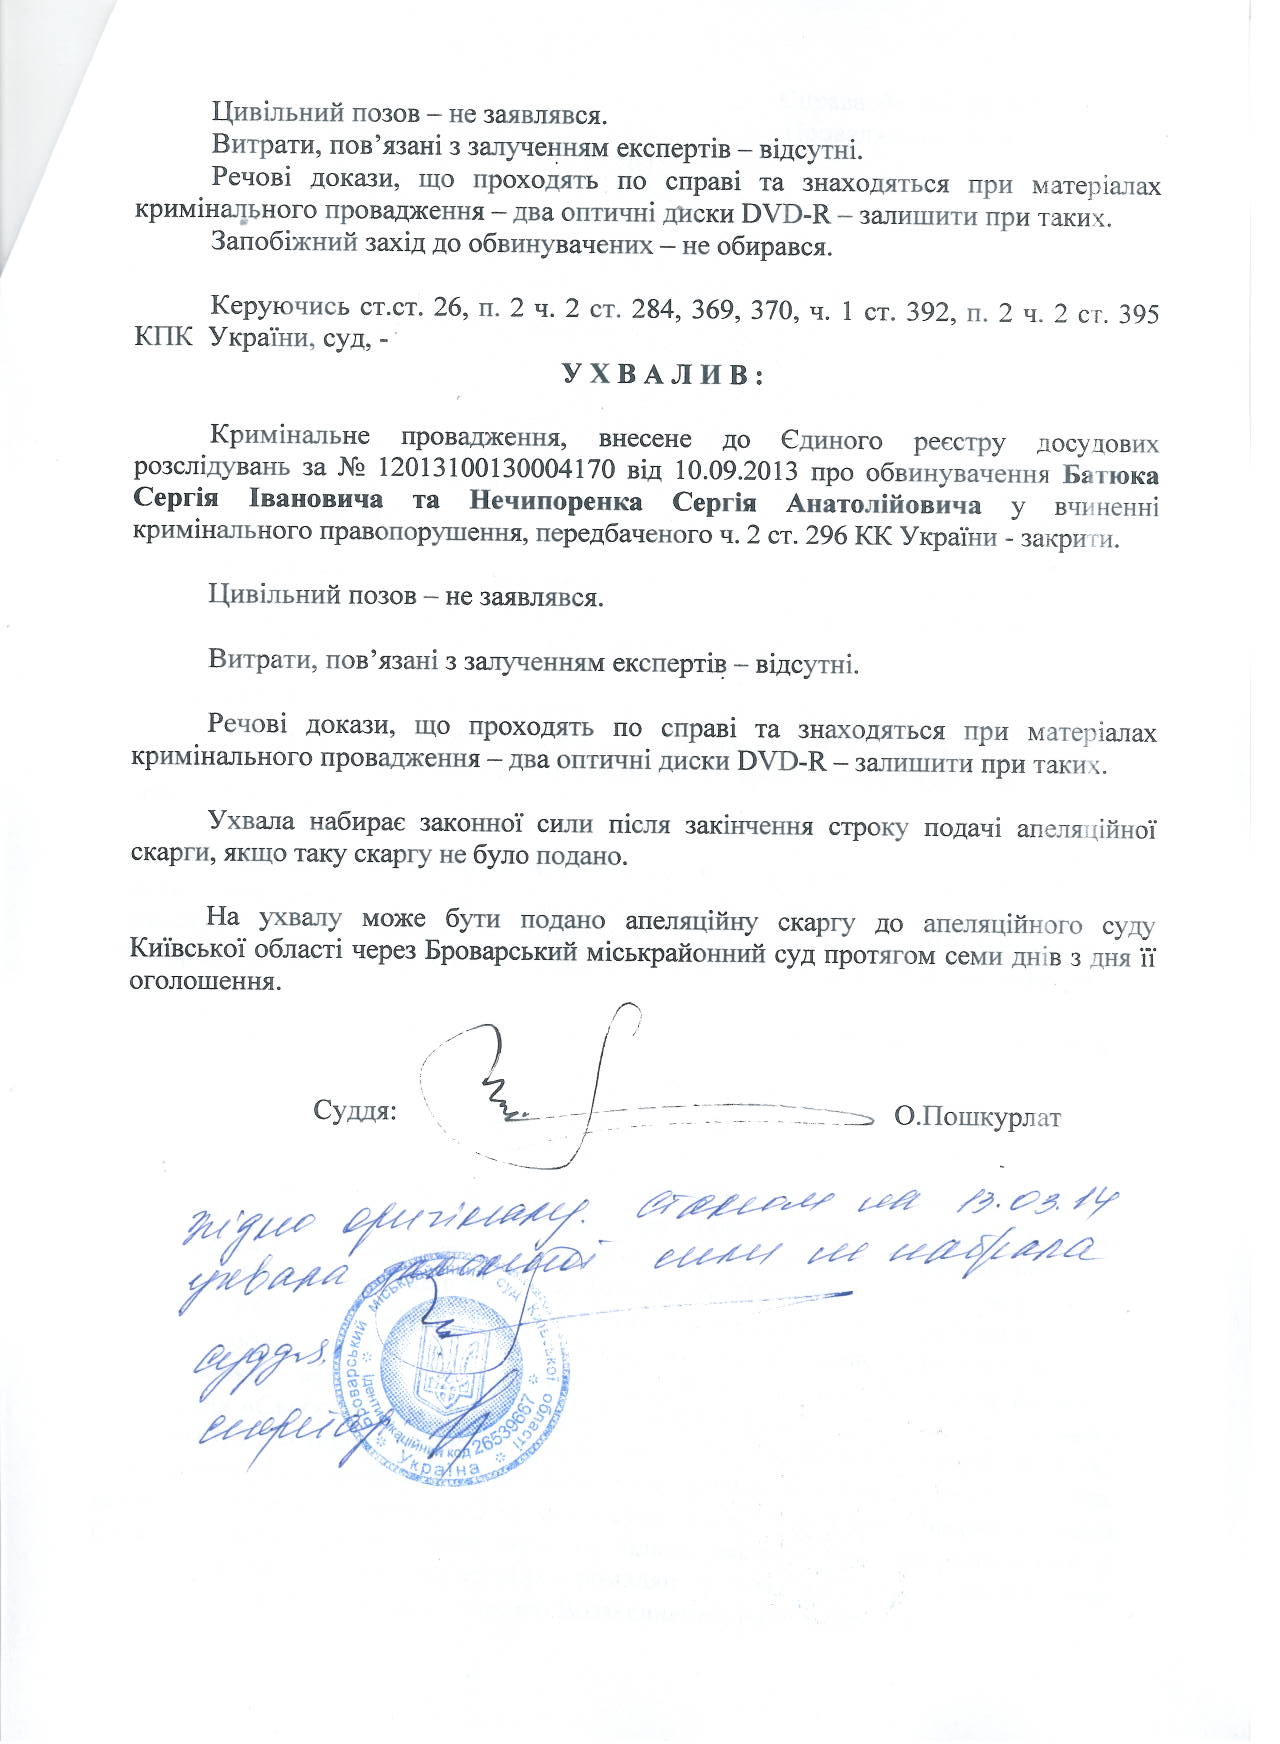 Цивільний позов – не заявлявся.
Витрати, пов’язані з залученням експертів – відсутні.
Речові докази, що проходять по справі та знаходяться при матеріалах
кримінального провадження – два оптичні диски DVD-R – залишити при таких.
Запобіжний захід до обвинувачених – не обирався.
Керуючись ст.ст. 26, п. 2 ч. 2 ст. 284, 369, 370, ч. 1 ст. 392, п. 2 ч. 2 ст. 395
КПК України, суд, -
У Х В А Л И В :
Кримінальне провадження, внесене до Єдиного реєстру досудових
розслідувань за № 12013100130004170 від 10.09.2013 про обвинувачення Батюка
Сергія Івановича та Нечипоренка Сергія Анатолійовича у вчиненні
кримінального правопорушення, передбаченого ч. 2 ст. 296 КК України - закрити.
Цивільний позов – не заявлявся.
Витрати, пов’язані з залученням експертів – відсутні.
Речові докази, що проходять по справі та знаходяться при матеріалах
кримінального провадження – два оптичні диски DVD-R – залишити при таких.
Ухвала набирає законної сили після закінчення строку подачі апеляційної
скарги, якщо таку скаргу не було подано.
На ухвалу може бути подано апеляційну скаргу до апеляційного суду
Київської області через Броварський міськрайонний суд протягом семи днів з дня її
оголошення.
Суддя: О.Пошкурлат
Згідно оригіналу. Станом на 13.03.14
ухвала законної сили не набрала
суддя
секретар
Броварський міськрайонний суд Київської області
Ідентифікаційний код 26539667
Україна